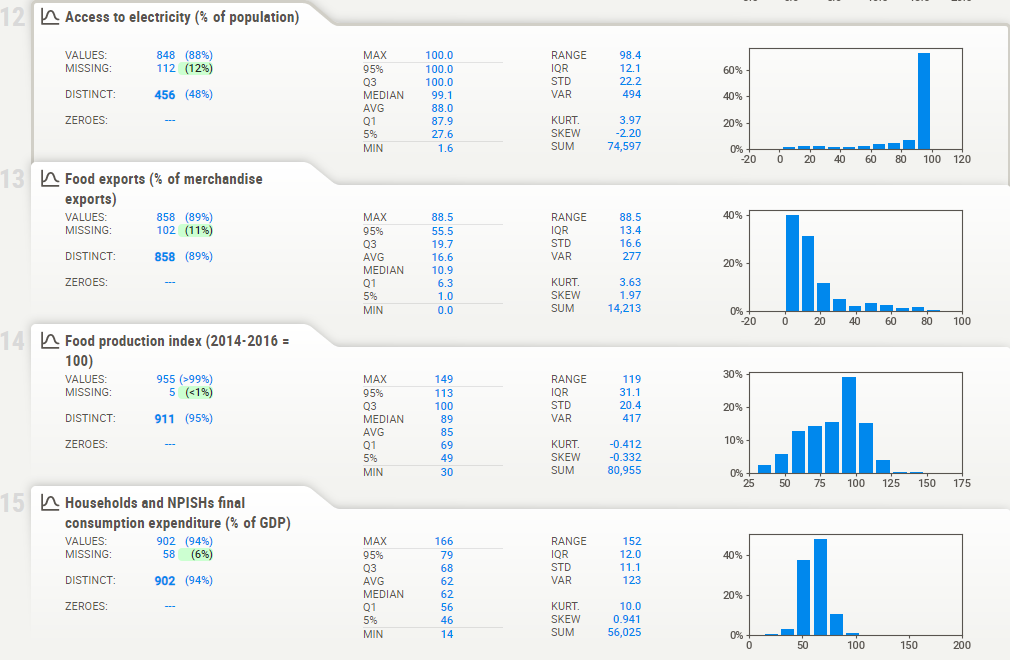 12
Access to electricity (% of population)
VALUES: 848 (88%)
MISSING: 112 (12%)
DISTINCT: 456 (48%)
ZEROES: ---
MAX 100.0
95% 100.0
Q3 100.0
MEDIAN 99.1
AVG 88.0
Q1 87.9
5% 27.6
MIN 1.6
RANGE 98.4
IQR 12.1
STD 22.2
VAR 494
KURT. 3.97
SKEW -2.20
SUM 74,597
60%
40%
20%
0%
-20 0 20 40 60 80 100 120
13
Food exports (% of merchandise
exports)
VALUES: 858 (89%)
MISSING: 102 (11%)
DISTINCT: 858 (89%)
ZEROES: ---
MAX 88.5
95% 55.5
Q3 19.7
AVG 16.6
MEDIAN 10.9
Q1 6.3
5% 1.0
MIN 0.0
RANGE 88.5
IQR 13.4
STD 16.6
VAR 277
KURT. 3.63
SKEW 1.97
SUM 14,213
40%
20%
0%
-20 0 20 40 60 80 100
14
Food production index (2014-2016 =
100)
VALUES: 955 (>99%)
MISSING: 5 (<1%)
DISTINCT: 911 (95%)
ZEROES: ---
MAX 149
95% 113
Q3 100
MEDIAN 89
AVG 85
Q1 69
5% 49
MIN 30
RANGE 119
IQR 31.1
STD 20.4
VAR 417
KURT. -0.412
SKEW -0.332
SUM 80,955
30%
20%
10%
0%
25 50 75 100 125 150 175
15
Households and NPISHs final
consumption expenditure (% of GDP)
VALUES: 902 (94%)
MISSING: 58 (6%)
DISTINCT: 902 (94%)
ZEROES: ---
MAX 166
95% 79
Q3 68
AVG 62
MEDIAN 62
Q1 56
5% 46
MIN 14
RANGE 152
IQR 12.0
STD 11.1
VAR 123
KURT. 10.0
SKEW 0.941
SUM 56,025
40%
20%
0%
0 50 100 150 200